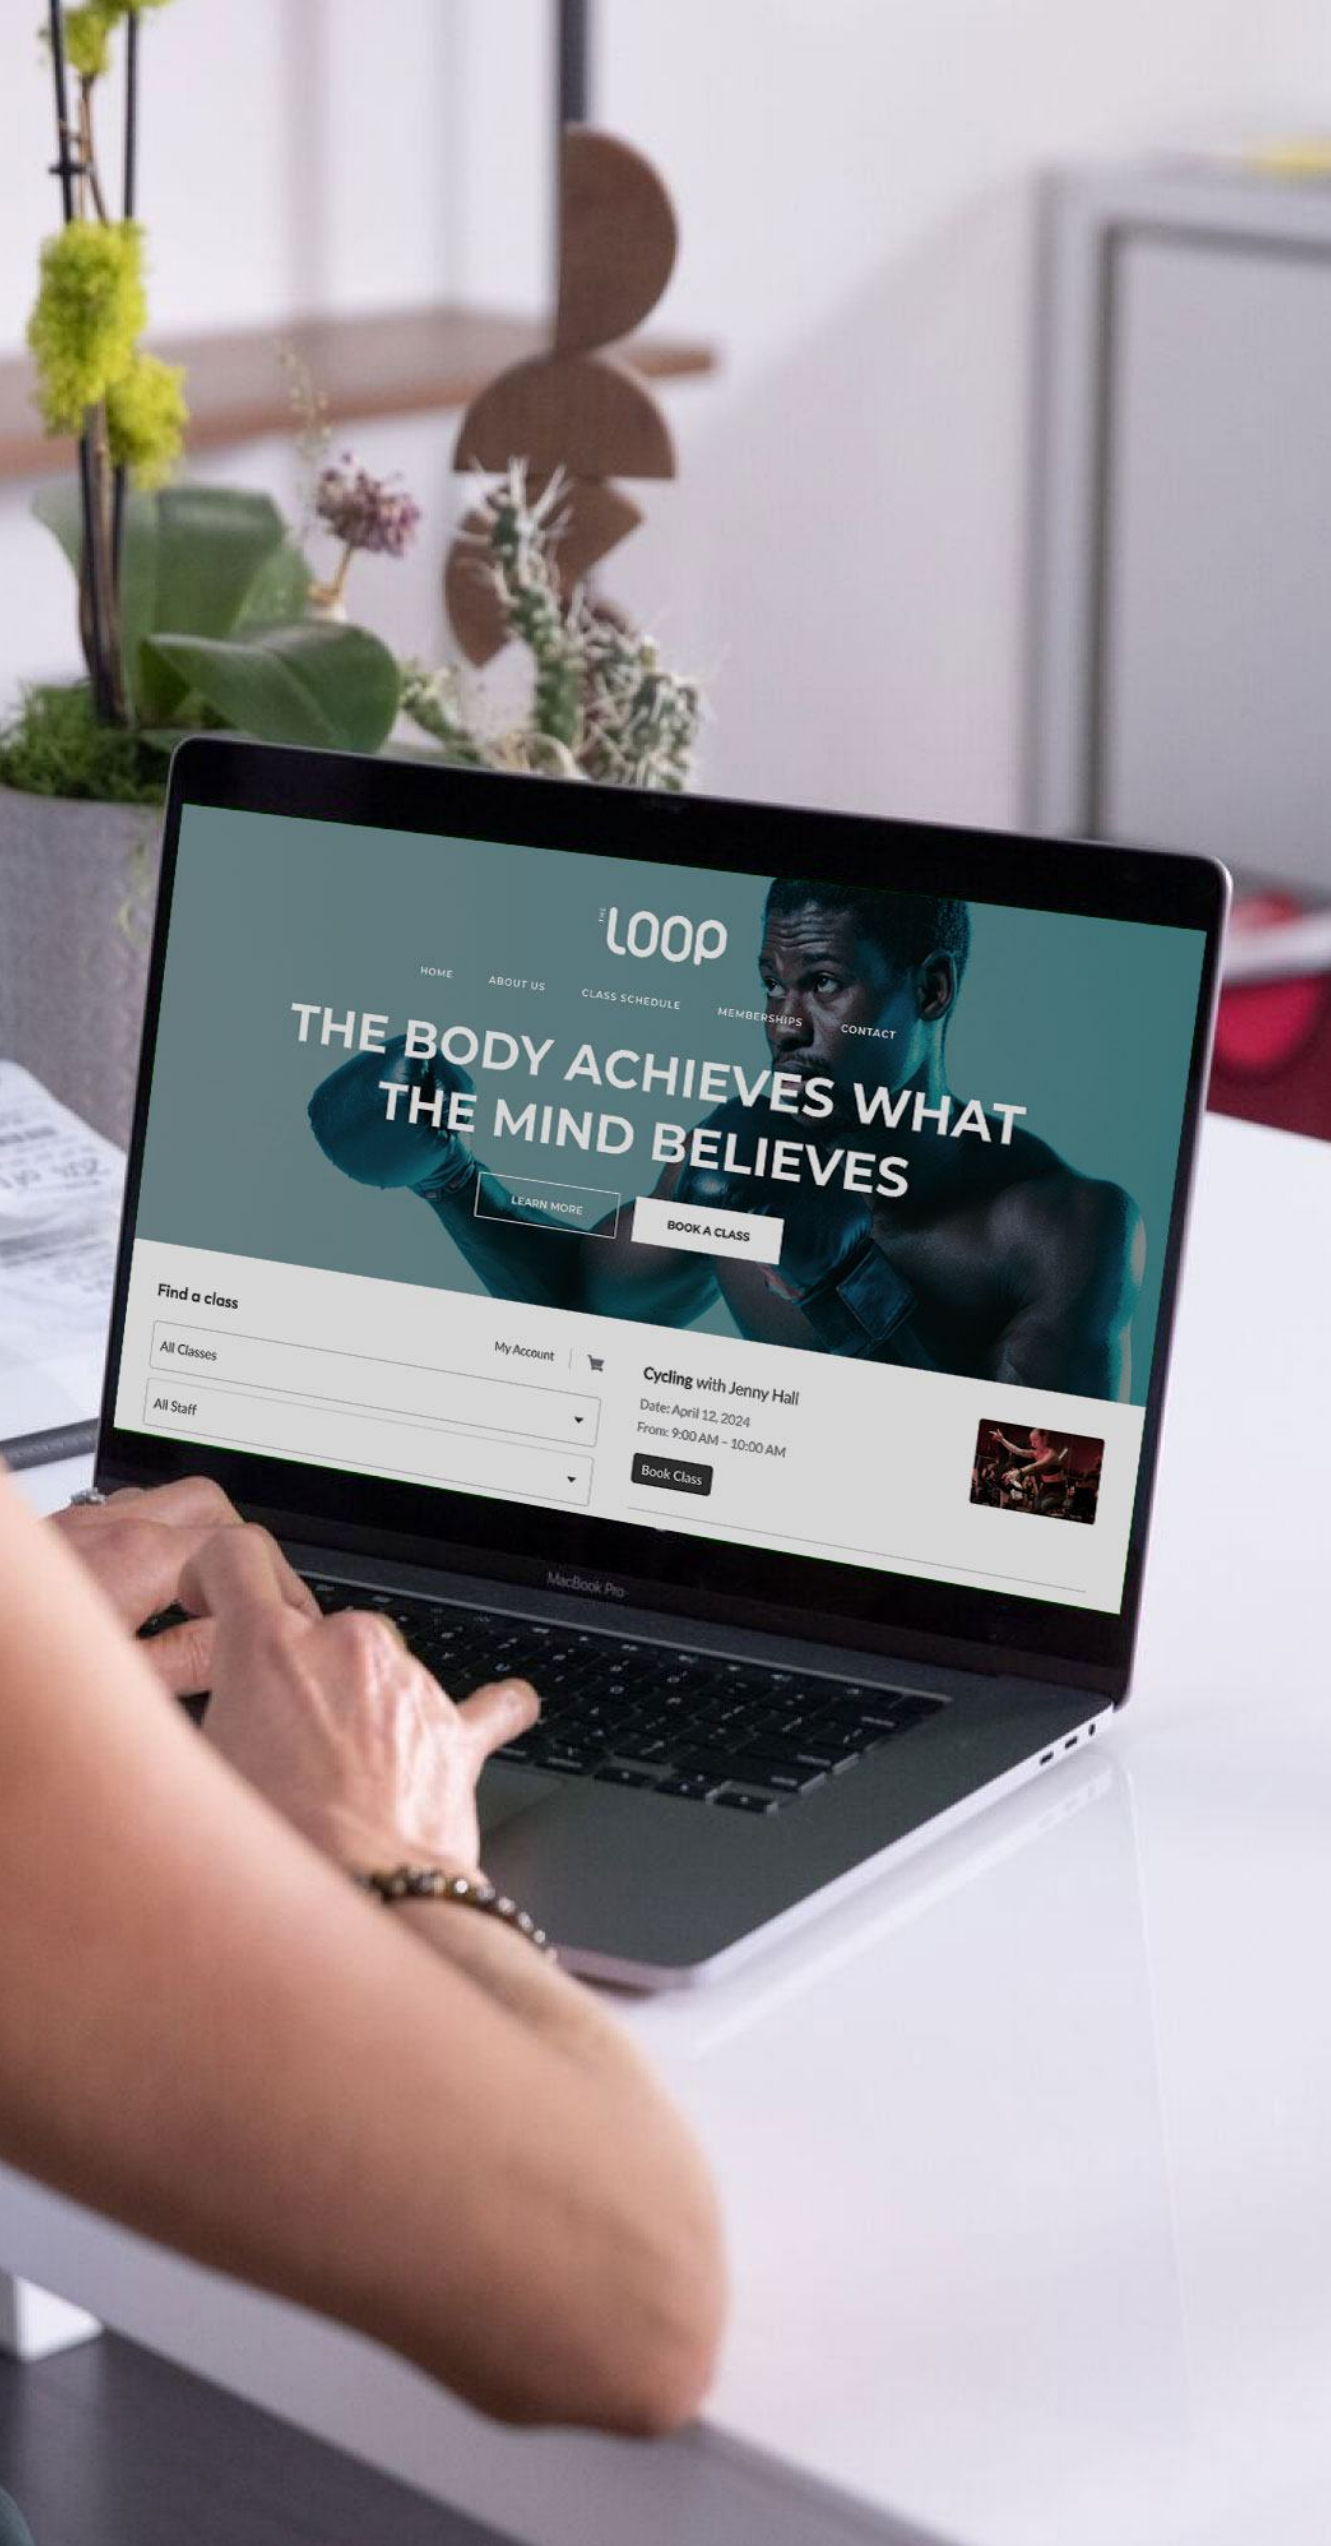 THE
LOOP
HOME ABOUT US CLASS SCHEDULE MEMBERSHIPS CONTACT
THE BODY ACHIEVES WHAT
THE MIND BELIEVES
LEARN MORE BOOK A CLASS
Find a class
My Account
All Classes
All Staff
Cycling with Jenny Hall
Date: April 12, 2024
From: 9:00 AM – 10:00 AM
Book Class
MacBook Pro